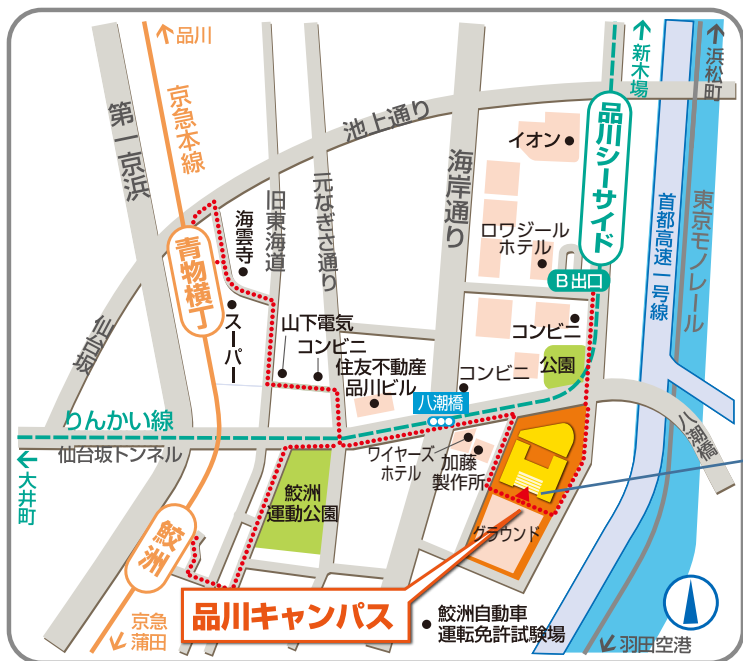 品川
京急本線
第一京浜
池上通り
新木場
浜松町
品川シーサイド
イオン
海岸通り
旧東海道
元なぎさ通り
海雲寺
ロワジール
ホテル
首都高速一号線
東京モノレール
青物横丁
B出口
スーパー
仙台坂
山下電気
コンビニ
住友不動産
品川ビル
コンビニ
公園
コンビニ
八潮橋
りんかい線
仙台坂トンネル
大井町
ワイヤーズ
ホテル
加藤
製作所
八潮橋
鮫洲
運動公園
グラウンド
鮫洲
品川キャンパス
鮫洲自動車
運転免許試験場
京急
蒲田
羽田空港